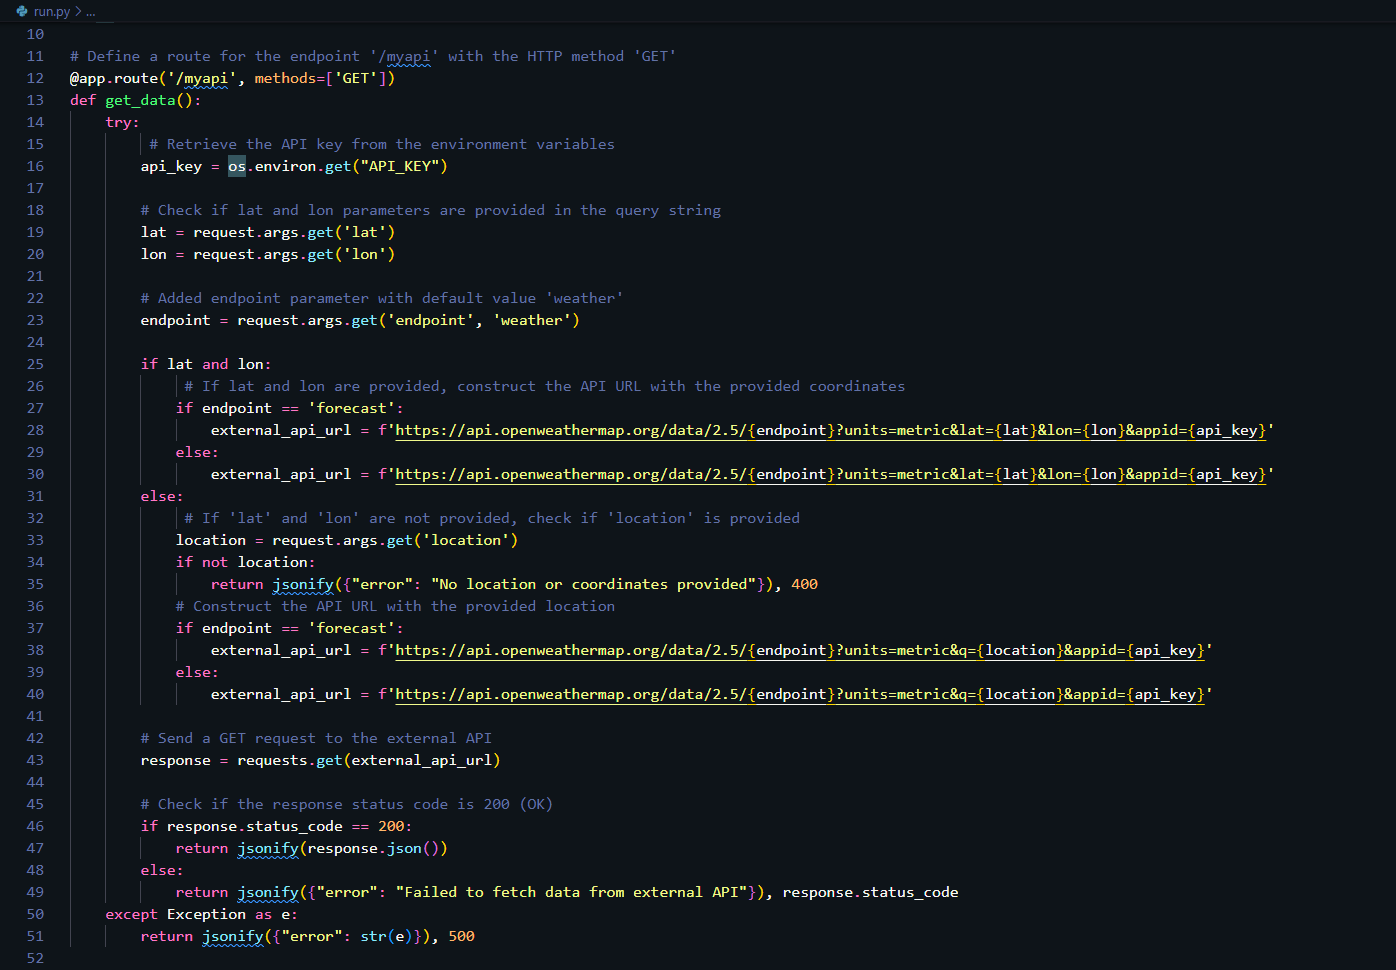 run.py > ...
10
11 # Define a route for the endpoint '/myapi' with the HTTP method 'GET'
12 @app.route('/myapi', methods=['GET'])
13 def get_data():
14     try:
15          # Retrieve the API key from the environment variables
16         api_key = os.environ.get("API_KEY")
17
18         # Check if lat and lon parameters are provided in the query string
19         lat = request.args.get('lat')
20         lon = request.args.get('lon')
21
22         # Added endpoint parameter with default value 'weather'
23         endpoint = request.args.get('endpoint', 'weather')
24
25         if lat and lon:
26              # If lat and lon are provided, construct the API URL with the provided coordinates
27             if endpoint == 'forecast':
28                 external_api_url = f'https://api.openweathermap.org/data/2.5/{endpoint}?units=metric&lat={lat}&lon={lon}&appid={api_key}'
29             else:
30                 external_api_url = f'https://api.openweathermap.org/data/2.5/{endpoint}?units=metric&lat={lat}&lon={lon}&appid={api_key}'
31         else:
32              # If 'lat' and 'lon' are not provided, check if 'location' is provided
33             location = request.args.get('location')
34             if not location:
35                 return jsonify({"error": "No location or coordinates provided"}), 400
36             # Construct the API URL with the provided location
37             if endpoint == 'forecast':
38                 external_api_url = f'https://api.openweathermap.org/data/2.5/{endpoint}?units=metric&q={location}&appid={api_key}'
39             else:
40                 external_api_url = f'https://api.openweathermap.org/data/2.5/{endpoint}?units=metric&q={location}&appid={api_key}'
41
42         # Send a GET request to the external API
43         response = requests.get(external_api_url)
44
45         # Check if the response status code is 200 (OK)
46         if response.status_code == 200:
47             return jsonify(response.json())
48         else:
49             return jsonify({"error": "Failed to fetch data from external API"}), response.status_code
50     except Exception as e:
51         return jsonify({"error": str(e)}), 500
52